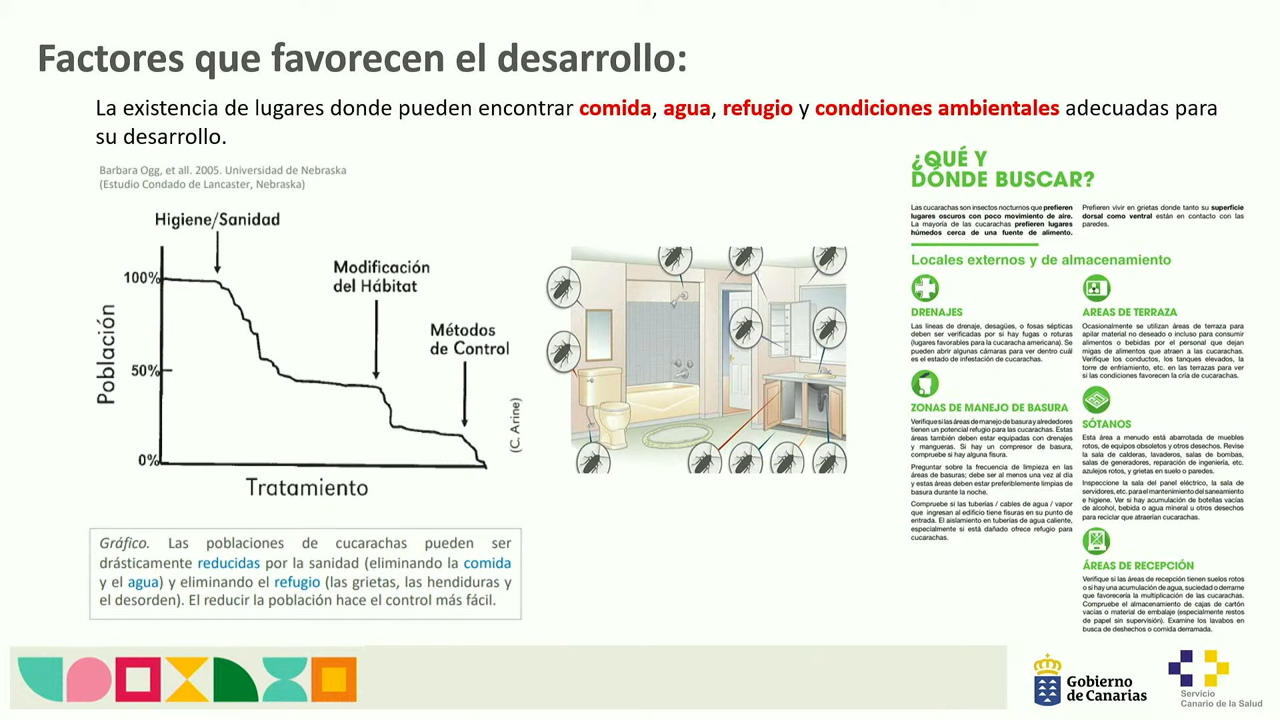 Factores que favorecen el desarrollo:
La existencia de lugares donde pueden encontrar comida, agua, refugio y condiciones ambientales adecuadas para
su desarrollo.
Barbara Ogg, et all. 2005. Universidad de Nebraska
(Estudio Condado de Lancaster, Nebraska)
Higiene/Sanidad
Modificación
del Hábitat
Métodos
de Control
100%
50%
0%
Población
Tratamiento
(C. Arine)
Gráfico. Las poblaciones de cucarachas pueden ser
drásticamente reducidas por la sanidad (eliminando la comida
y el agua) y eliminando el refugio (las grietas, las hendiduras y
el desorden). El reducir la población hace el control más fácil.
¿QUÉ Y
DÓNDE BUSCAR?
Las cucarachas son insectos nocturnos que prefieren
lugares oscuros con poco movimiento de aire.
La mayoría de las cucarachas prefieren lugares
húmedos cerca de una fuente de alimento.
Prefieren vivir en grietas donde tanto su superficie
dorsal como ventral están en contacto con las
paredes.
Locales externos y de almacenamiento
DRENAJES
Las líneas de drenaje, desagües, o fosas sépticas
deben ser verificadas por si hay fugas o roturas
(lugares favorables para la cucaracha americana). Se
pueden abrir algunas cámaras para ver dentro cuál
es el estado de infestación de cucarachas.
ZONAS DE MANEJO DE BASURA
Verifique si las áreas de manejo de basura y alrededores
tienen un potencial refugio para las cucarachas. Estas
áreas también deben estar equipadas con drenajes
y mangueras. Si hay un compresor de basura,
compruebe si hay alguna fisura.
Preguntar sobre la frecuencia de limpieza en las
áreas de basuras; debe ser al menos una vez al día
y estas áreas deben estar preferiblemente limpias de
basura durante la noche.
Compruebe si las tuberías / cables de agua / vapor
que ingresan al edificio tiene fisuras en su punto de
entrada. El aislamiento en tuberías de agua caliente,
especialmente si está dañado ofrece refugio para
cucarachas.
AREAS DE TERRAZA
Ocasionalmente se utilizan áreas de terraza para
apilar material no deseado o incluso para consumir
alimentos o bebidas por el personal que dejan
migas de alimentos que atraen a las cucarachas.
Verifique los conductos, los tanques elevados, la
torre de enfriamiento, etc. en las terrazas para ver
si las condiciones favorecen la cría de cucarachas.
SÓTANOS
Esta área a menudo está abarrotada de muebles
rotos, de equipos obsoletos y otros desechos. Revise
la sala de calderas, lavaderos, salas de bombas,
salas de generadores, reparación de ingeniería, etc.
azulejos rotos, y grietas en suelo o paredes.
Inspeccione la sala del panel eléctrico, la sala de
servidores, etc. para el mantenimiento del saneamiento
e higiene. Ver si hay acumulación de botellas vacías
de alcohol, bebida o agua mineral u otros desechos
para reciclar que atraerían cucarachas.
ÁREAS DE RECEPCIÓN
Verifique si las áreas de recepción tienen suelos rotos
o si hay una acumulación de agua, suciedad o derrame
que favorecería la multiplicación de las cucarachas.
Compruebe el almacenamiento de cajas de cartón
vacías o material de embalaje (especialmente restos
de papel sin supervisión). Examine los lavabos en
busca de deshechos o comida derramada.
Gobierno
de Canarias
Servicio
Canario de la Salud